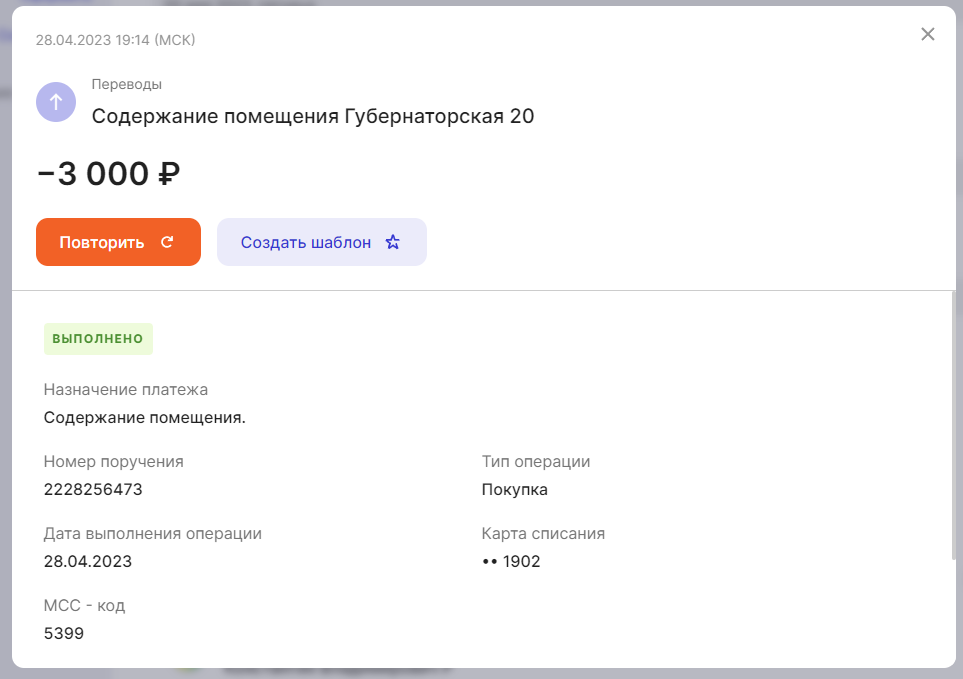 28.04.2023 19:14 (МСК)
Переводы
Содержание помещения Губернаторская 20
−3 000 ₽
Повторить
Создать шаблон
ВЫПОЛНЕНО
Назначение платежа
Содержание помещения.
Номер поручения
Тип операции
2228256473
Покупка
Дата выполнения операции
Карта списания
28.04.2023
•• 1902
MCC - код
5399